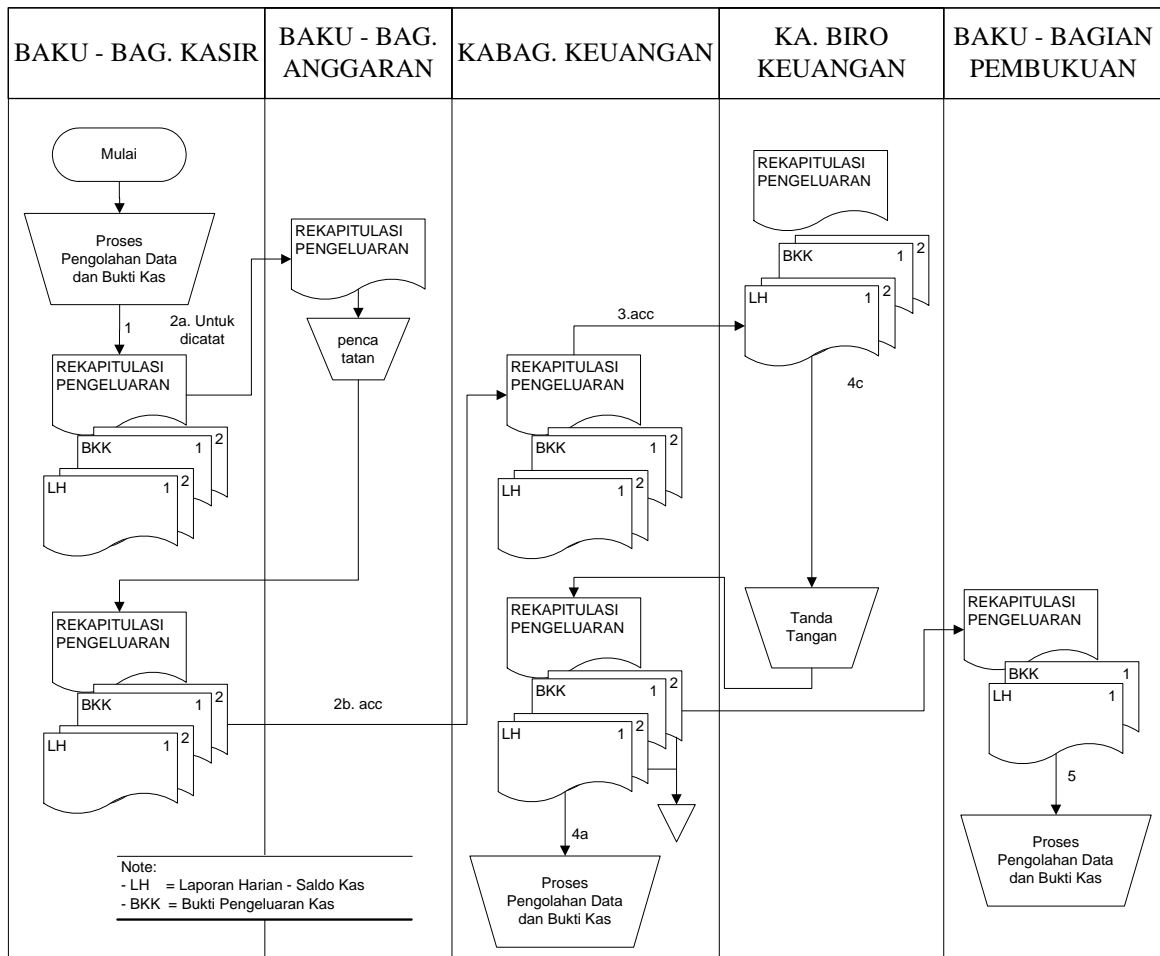 BAKU - BAG. KASIR
BAKU - BAG.
ANGGARAN
KABAG. KEUANGAN
KA. BIRO
KEUANGAN
BAKU - BAGIAN
PEMBUKUAN
Mulai
Proses
Pengolahan Data
dan Bukti Kas
1
2a. Untuk
dicatat
REKAPITULASI
PENGELUARAN
2
BKK 1
2
LH 1
REKAPITULASI
PENGELUARAN
2
BKK 1
2
LH 1
Note:
- LH = Laporan Harian - Saldo Kas
- BKK = Bukti Pengeluaran Kas
REKAPITULASI
PENGELUARAN
penca
tatan
2b. acc
3.acc
REKAPITULASI
PENGELUARAN
2
BKK 1
2
LH 1
REKAPITULASI
PENGELUARAN
2
BKK 1
2
LH 1
4a
Proses
Pengolahan Data
dan Bukti Kas
REKAPITULASI
PENGELUARAN
2
BKK 1
2
LH 1
4c
Tanda
Tangan
REKAPITULASI
PENGELUARAN
BKK 1
LH 1
5
Proses
Pengolahan Data
dan Bukti Kas